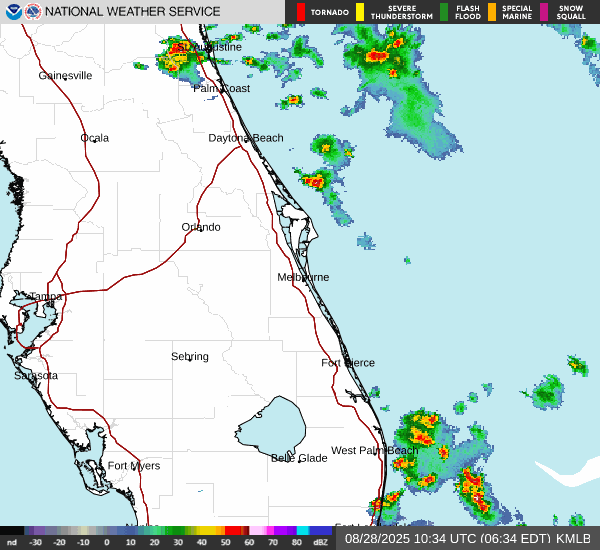 NATIONAL WEATHER SERVICE
TORNADO
SEVERE THUNDERSTORM
FLASH FLOOD
SPECIAL MARINE
SNOW SQUALL
St. Augustine
Gainesville
Palm Coast
Ocala
Daytona Beach
Orlando
Melbourne
Tampa
Sebring
Fort Pierce
Sarasota
West Palm Beach
Belle Glade
Fort Myers
nd -30 -20 -10 0 10 20 30 40 50 60 70 80 dBZ
08/28/2025 10:34 UTC (06:34 EDT) KMLB